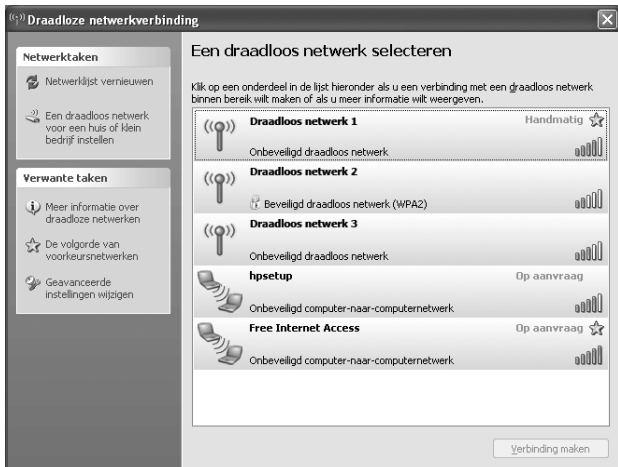 Draadloze netwerkverbinding
Netwerktaken
Netwerklijst vernieuwen
Een draadloos netwerk
voor een huis of klein
bedrijf instellen
Verwante taken
Meer informatie over
draadloze netwerken
De volgorde van
voorkeursnetwerken
Geavanceerde
instellingen wijzigen
Een draadloos netwerk selecteren
Klik op een onderdeel in de lijst hieronder als u een verbinding met een draadloos netwerk
binnen bereik wilt maken of als u meer informatie wilt weergeven.
Draadloos netwerk 1
Handmatig
Onbeveiligd draadloos netwerk
Draadloos netwerk 2
Beveiligd draadloos netwerk (WPA2)
Draadloos netwerk 3
Onbeveiligd draadloos netwerk
hpsetup
Op aanvraag
Onbeveiligd computer-naar-computernetwerk
Free Internet Access
Op aanvraag
Onbeveiligd computer-naar-computernetwerk
Verbinding maken